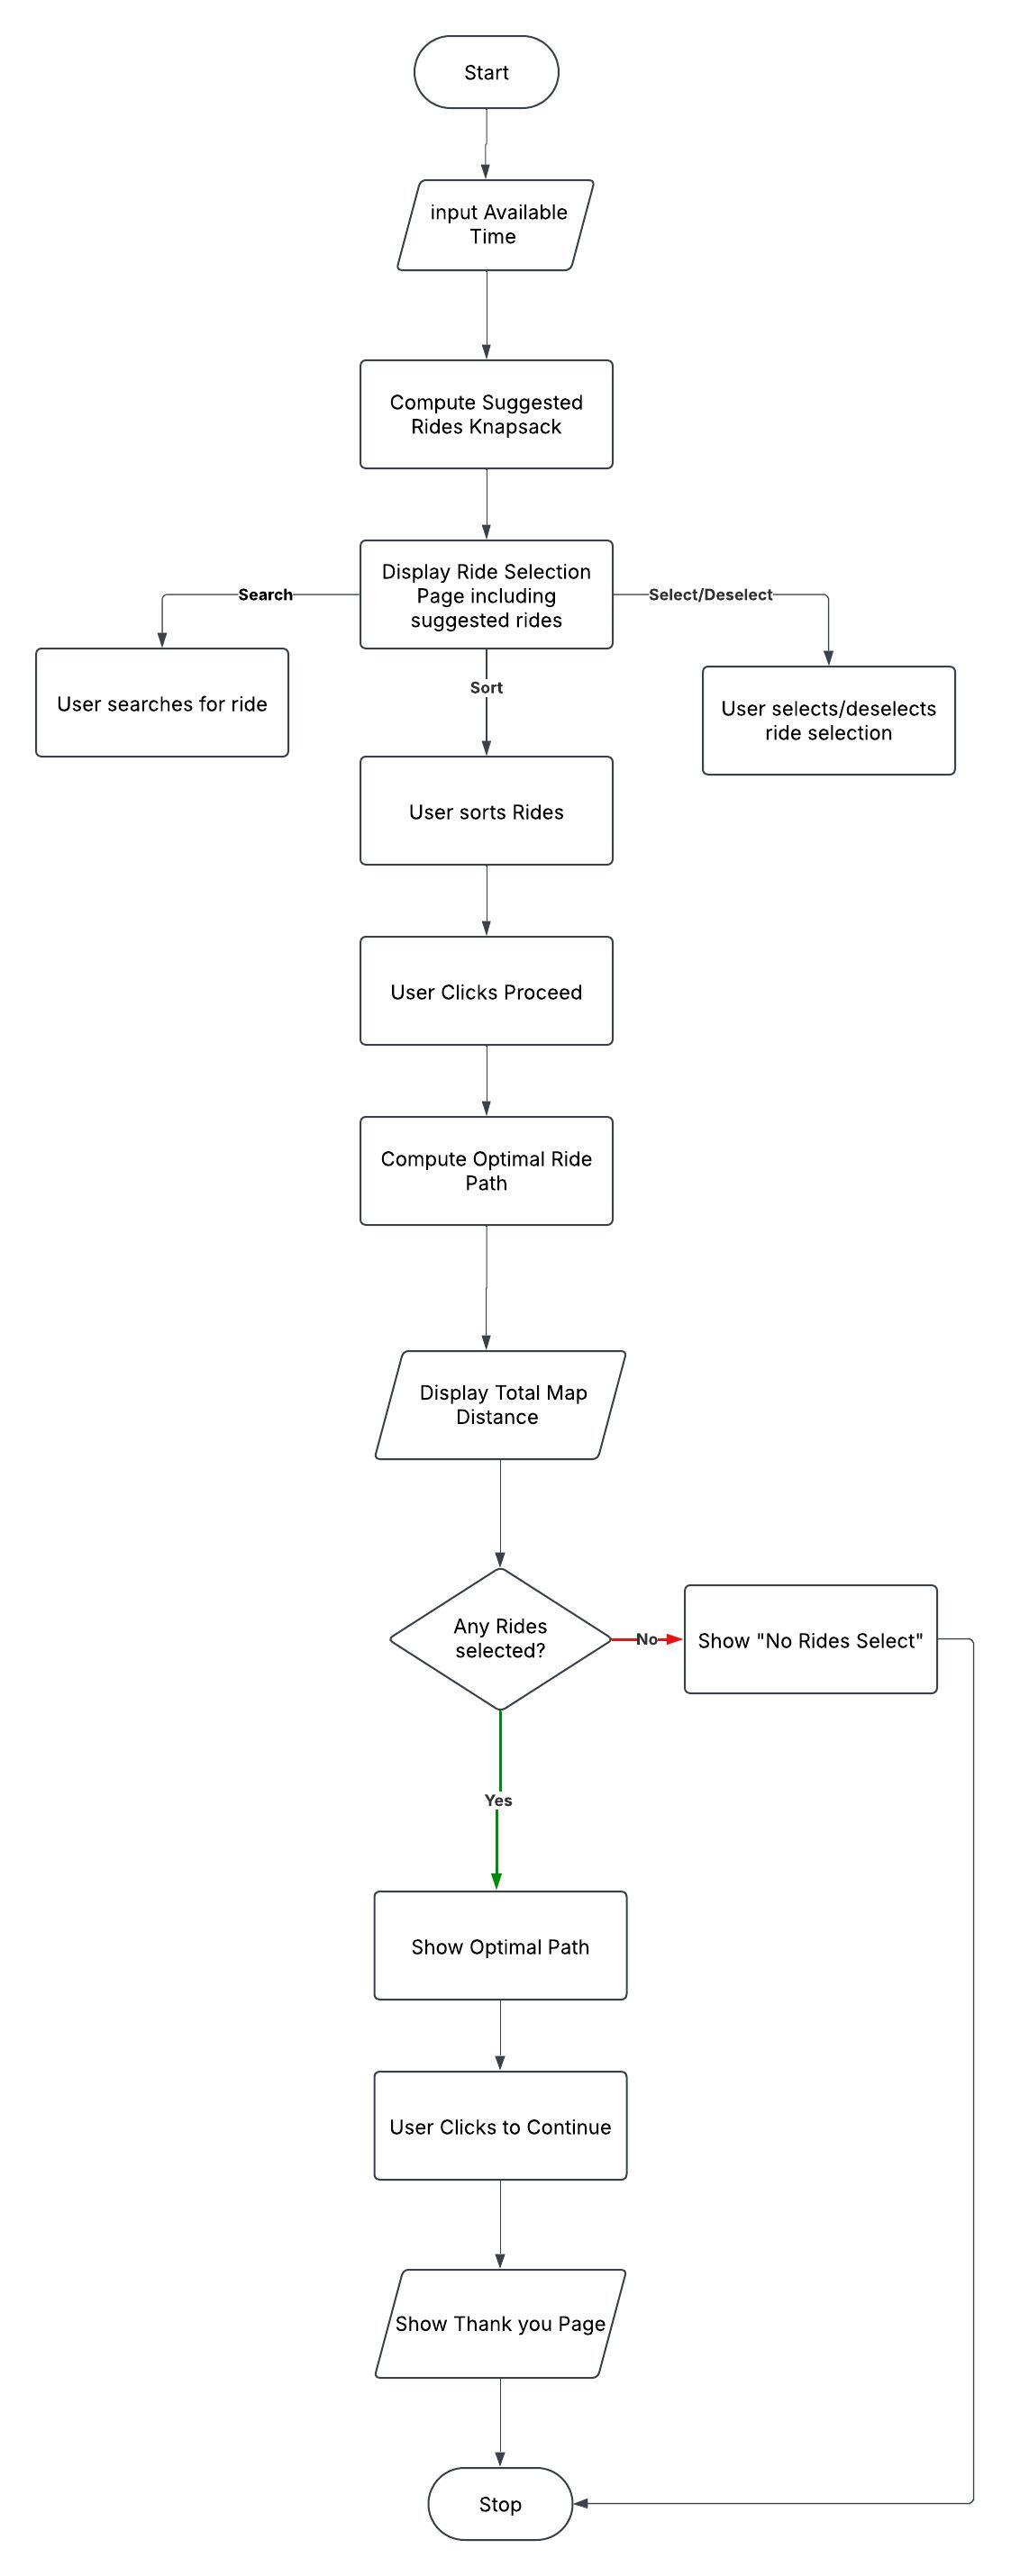 Start
input Available
Time
Compute Suggested
Rides Knapsack
Display Ride Selection
Page including
suggested rides
Search
Select/Deselect
User searches for ride
Sort
User selects/deselects
ride selection
User sorts Rides
User Clicks Proceed
Compute Optimal Ride
Path
Display Total Map
Distance
Any Rides
selected?
No
Show "No Rides Select"
Yes
Show Optimal Path
User Clicks to Continue
Show Thank you Page
Stop